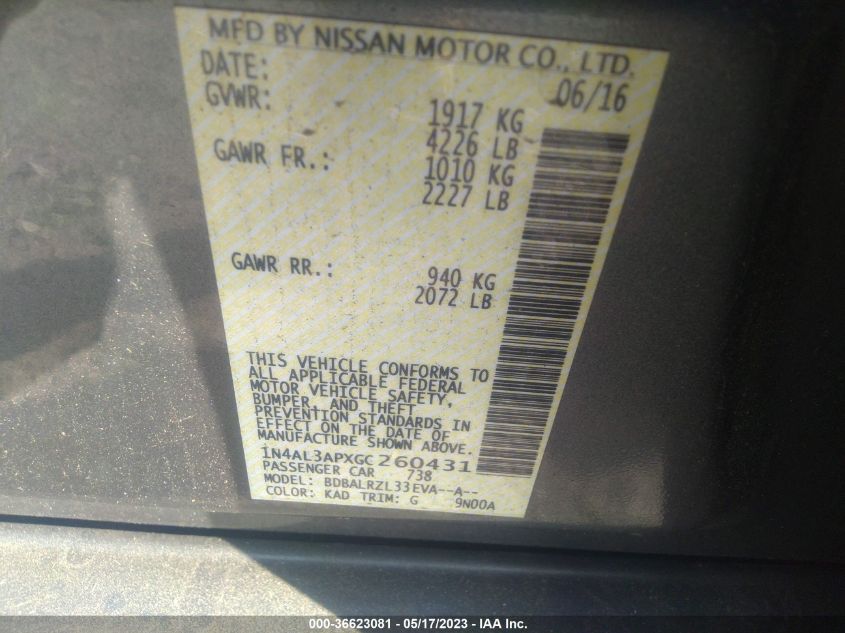 MFD BY NISSAN MOTOR CO., LTD.
DATE: 06/16
GVWR: 1917 KG
4226 LB
GAWR FR.: 1010 KG
2227 LB
GAWR RR.: 940 KG
2072 LB
THIS VEHICLE CONFORMS TO
ALL APPLICABLE FEDERAL
MOTOR VEHICLE SAFETY,
BUMPER, AND THEFT
PREVENTION STANDARDS IN
EFFECT ON THE DATE OF
MANUFACTURE SHOWN ABOVE.
1N4AL3APXGC260431
PASSENGER CAR 738
MODEL: BDBALRZL33EVA--A--
COLOR: KAD TRIM: G 9N00A
000-36623081 - 05/17/2023 - IAA Inc.